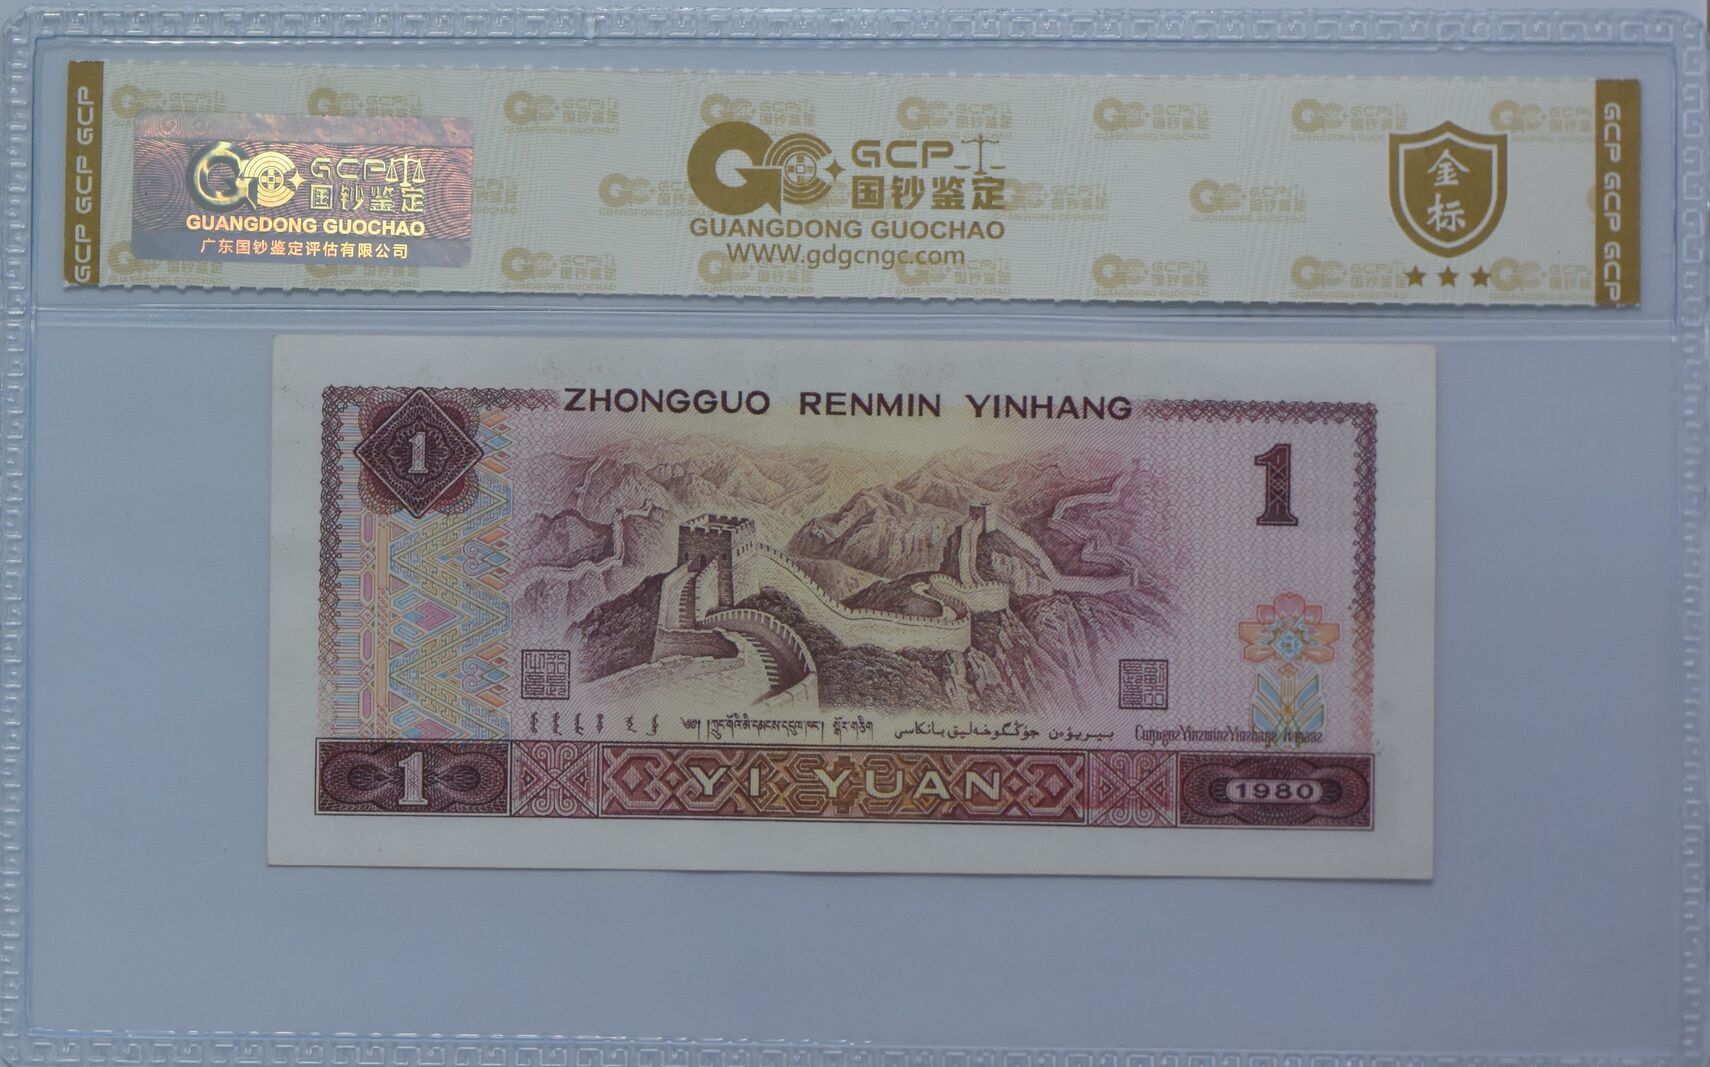 GCP GCP GCP
GCP
国钞鉴定
GUANGDONG GUOCHAO
广东国钞鉴定评估有限公司
GCP
国钞鉴定
GUANGDONG GUOCHAO
WWW.gdgcngc.com
金标
GCP GCP GCP
ZHONGGUO RENMIN YINHANG
1
1
1
YI YUAN
1980